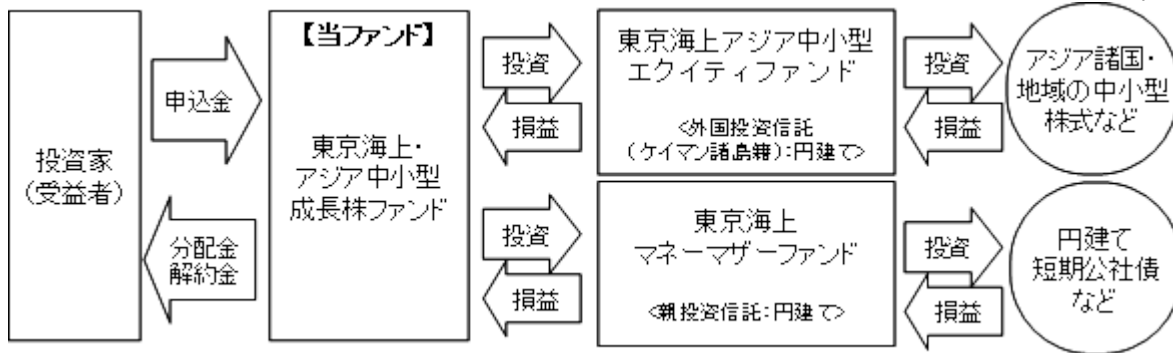 投資家
(受益者)
申込金
分配金
解約金
【当ファンド】
東京海上・
アジア中小型
成長株ファンド
投資
損益
東京海上アジア中小型
エクイティファンド
<外国投資信託
(ケイマン諸島籍):円建て>
投資
損益
アジア諸国・
地域の中小型
株式など
投資
損益
東京海上
マネーマザーファンド
<親投資信託:円建て>
投資
損益
円建て
短期公社債
など